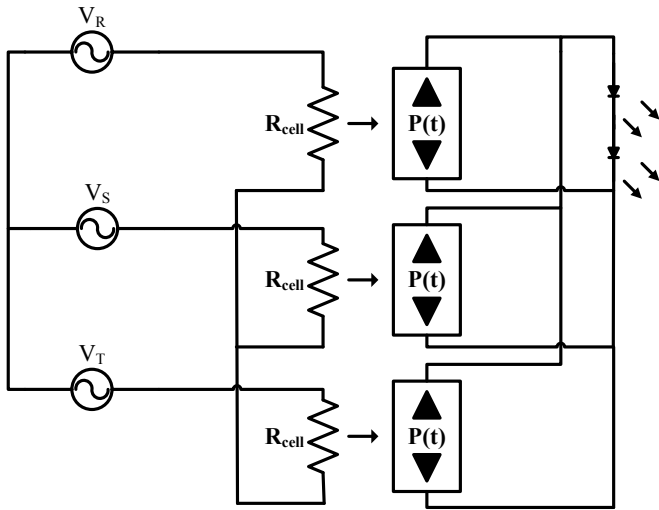 V_R
R_cell
P(t)
V_S
R_cell
P(t)
V_T
R_cell
P(t)